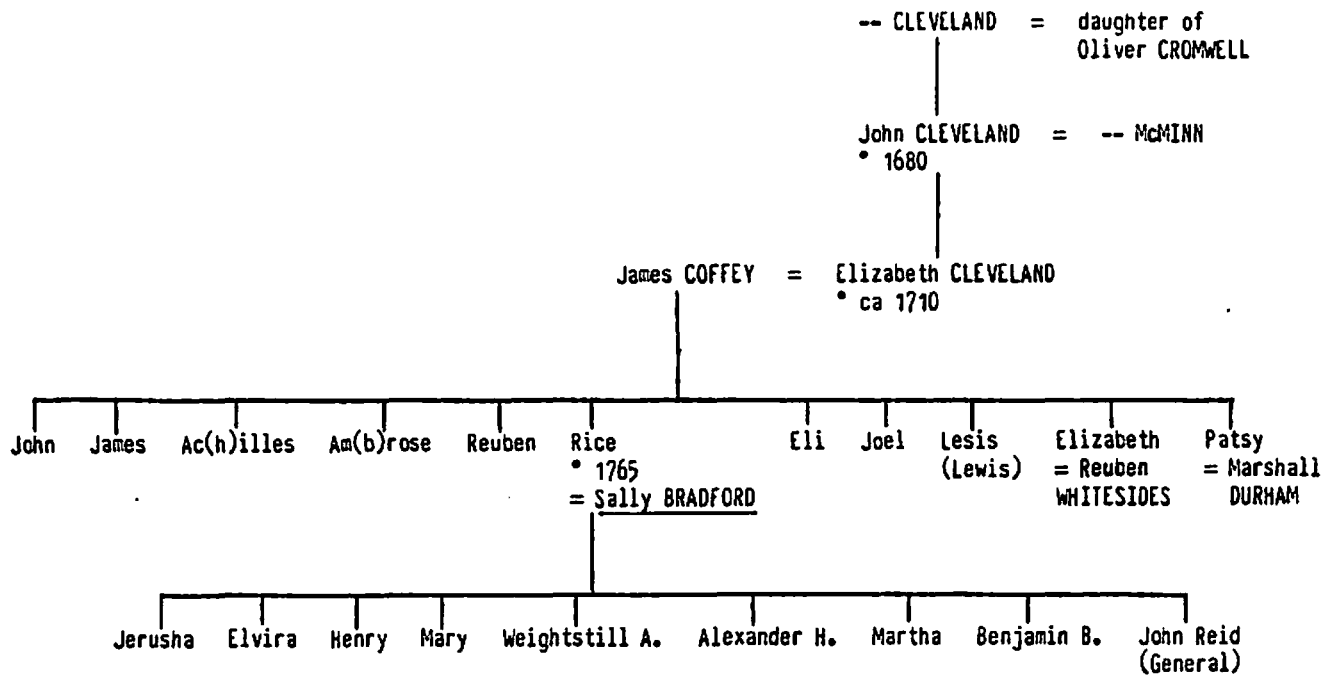 -- CLEVELAND = daughter of
Oliver CROMWELL
John CLEVELAND = -- McMINN
• 1680
James COFFEY = Elizabeth CLEVELAND
• ca 1710
John James Ac(h)illes Am(b)rose Reuben Rice Eli Joel Lesis Elizabeth Patsy
• 1765 (Lewis) = Reuben = Marshall
= Sally BRADFORD WHITESIDES DURHAM
Jerusha Elvira Henry Mary Weightstill A. Alexander H. Martha Benjamin B. John Reid
(General)